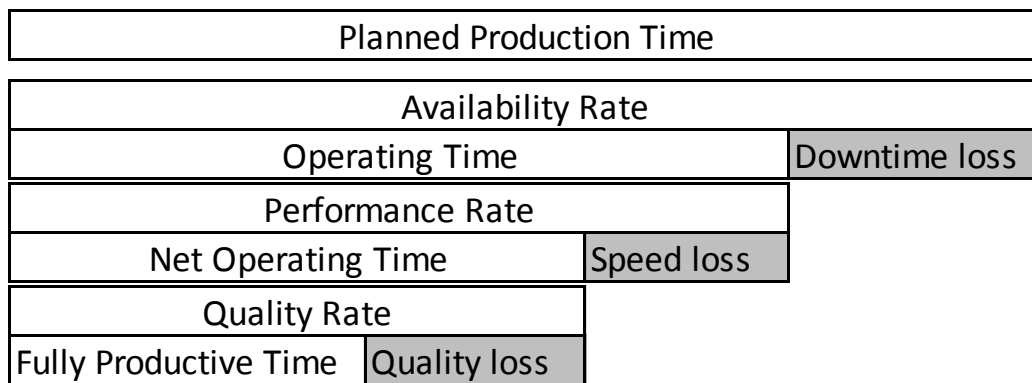 Planned Production Time
Availability Rate
Operating Time Downtime loss
Performance Rate
Net Operating Time Speed loss
Quality Rate
Fully Productive Time Quality loss